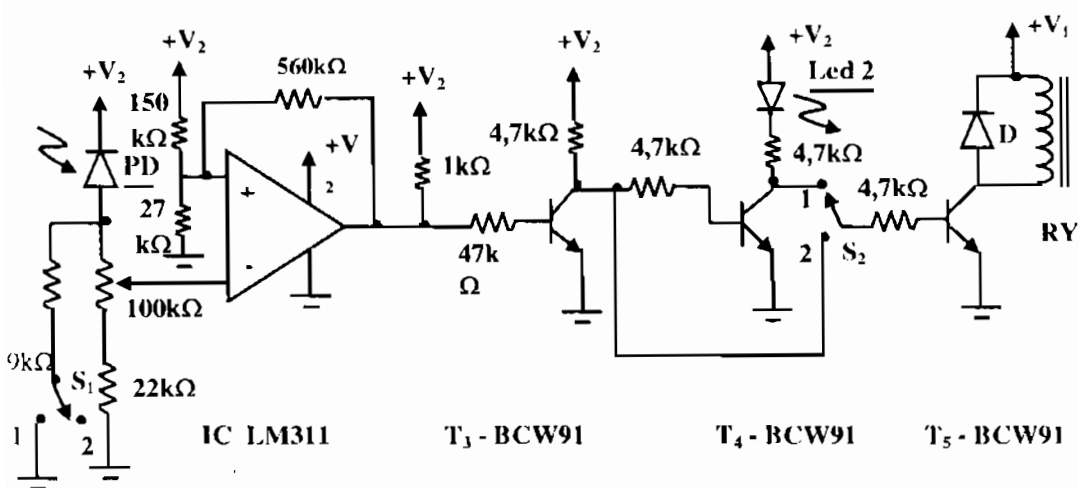 +V₂
+V₂
560kΩ
150
kΩ
PD
27
kΩ
+V
2
+
-
100kΩ
S₁
22kΩ
1
2
+V₂
1kΩ
47k
Ω
+V₂
4,7kΩ
4,7kΩ
+V₂
Led 2
4,7kΩ
1
2
S₂
4,7kΩ
+V₁
D
RY
IC LM311
T₃ - BCW91
T₄ - BCW91
T₅ - BCW91